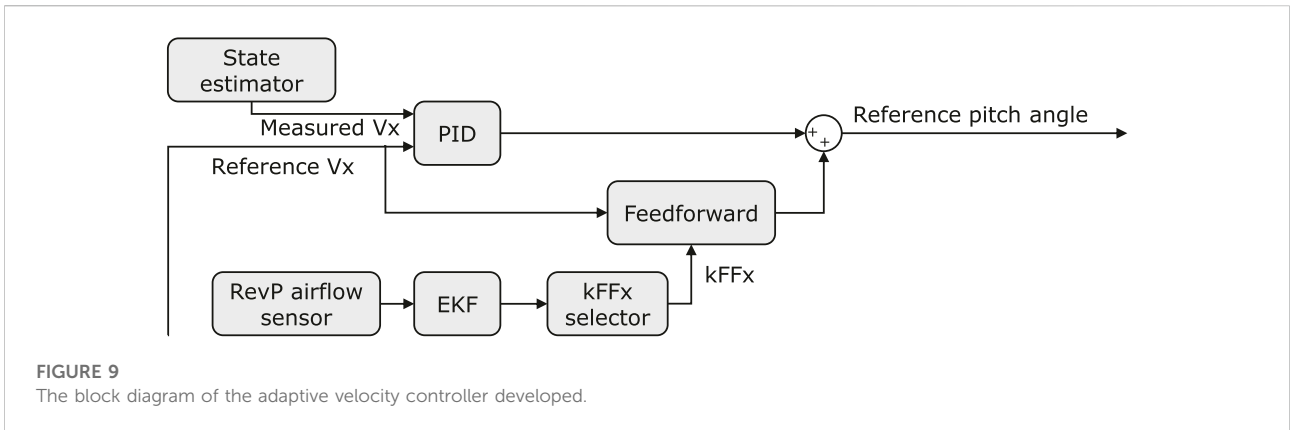 State
estimator
Measured Vx
PID
+
+
Reference pitch angle
Reference Vx
Feedforward
kFFx
RevP airflow
sensor
EKF
kFFx
selector
FIGURE 9
The block diagram of the adaptive velocity controller developed.